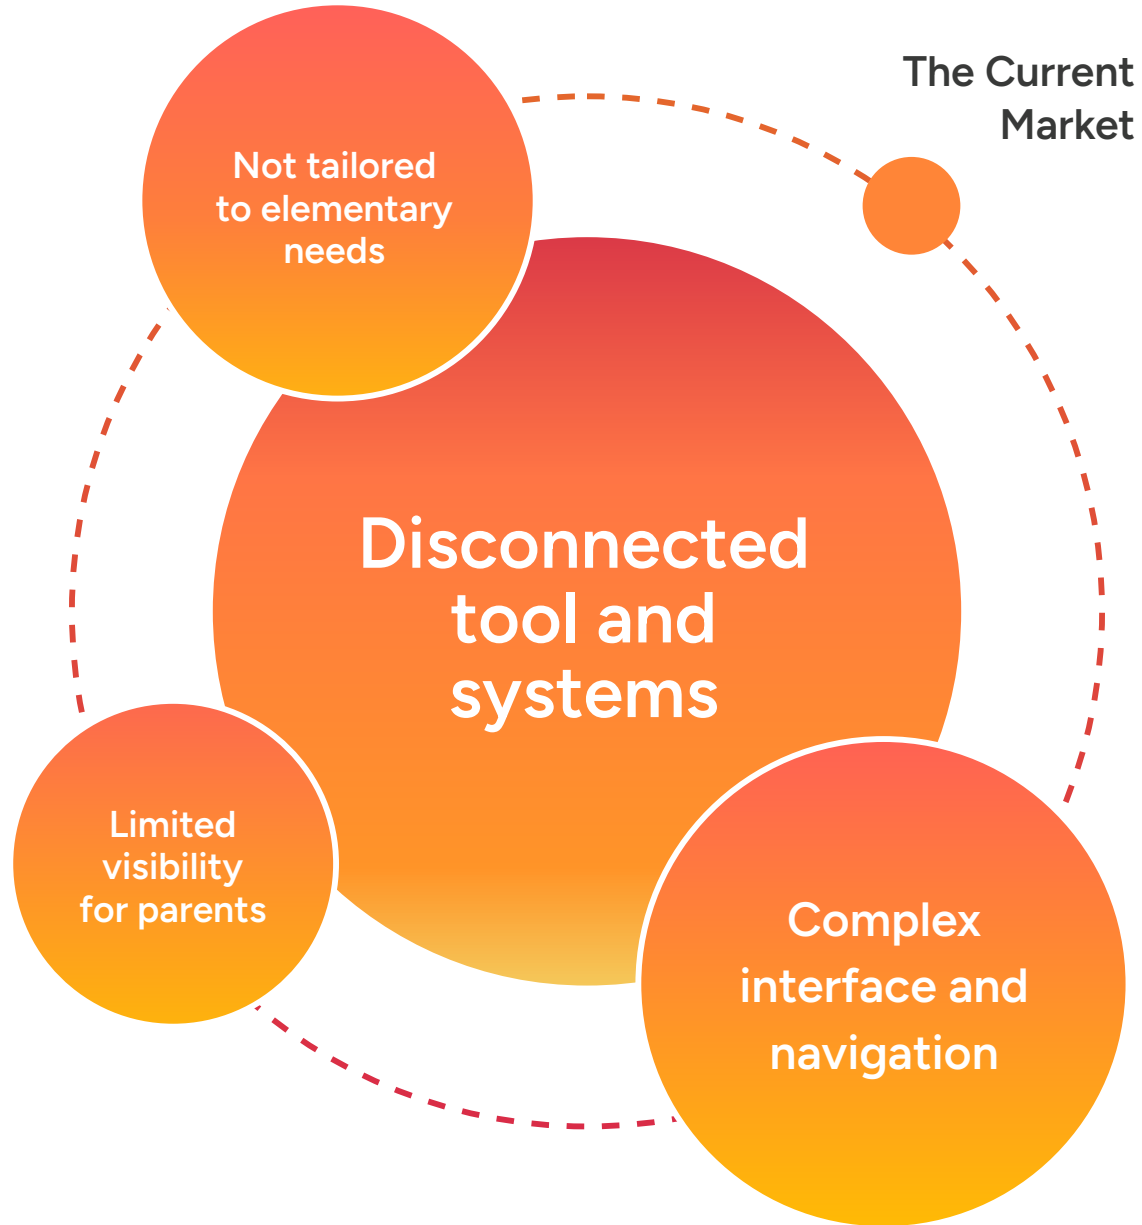 The Current
Market
Not tailored
to elementary
needs
Disconnected
tool and
systems
Limited
visibility
for parents
Complex
interface and
navigation